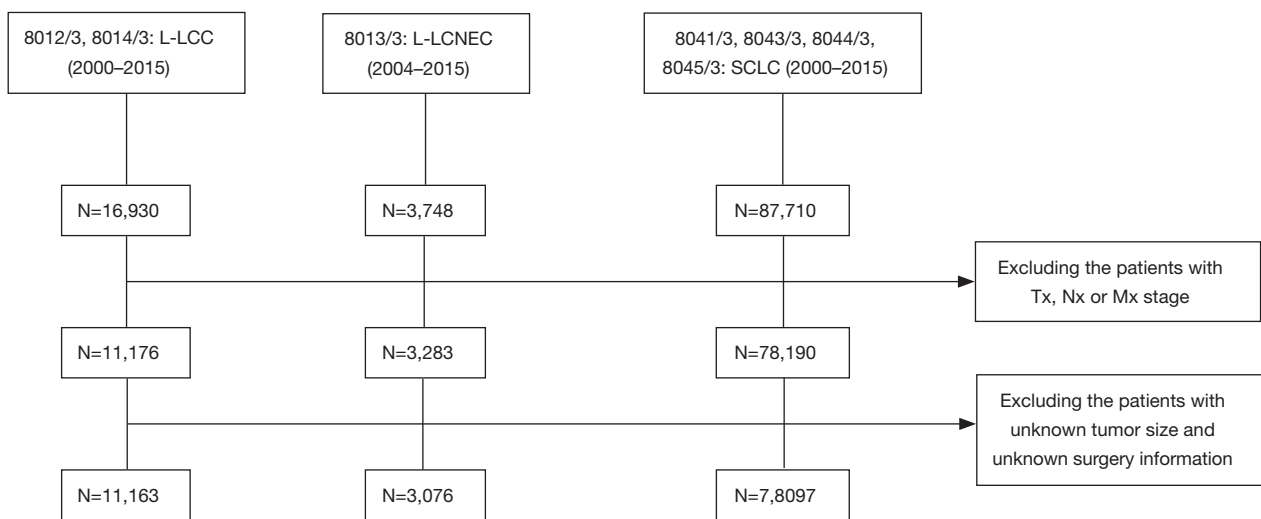 8012/3, 8014/3: L-LCC
(2000–2015)
8013/3: L-LCNEC
(2004–2015)
8041/3, 8043/3, 8044/3,
8045/3: SCLC (2000–2015)
N=16,930
N=3,748
N=87,710
Excluding the patients with
Tx, Nx or Mx stage
N=11,176
N=3,283
N=78,190
Excluding the patients with
unknown tumor size and
unknown surgery information
N=11,163
N=3,076
N=7,8097